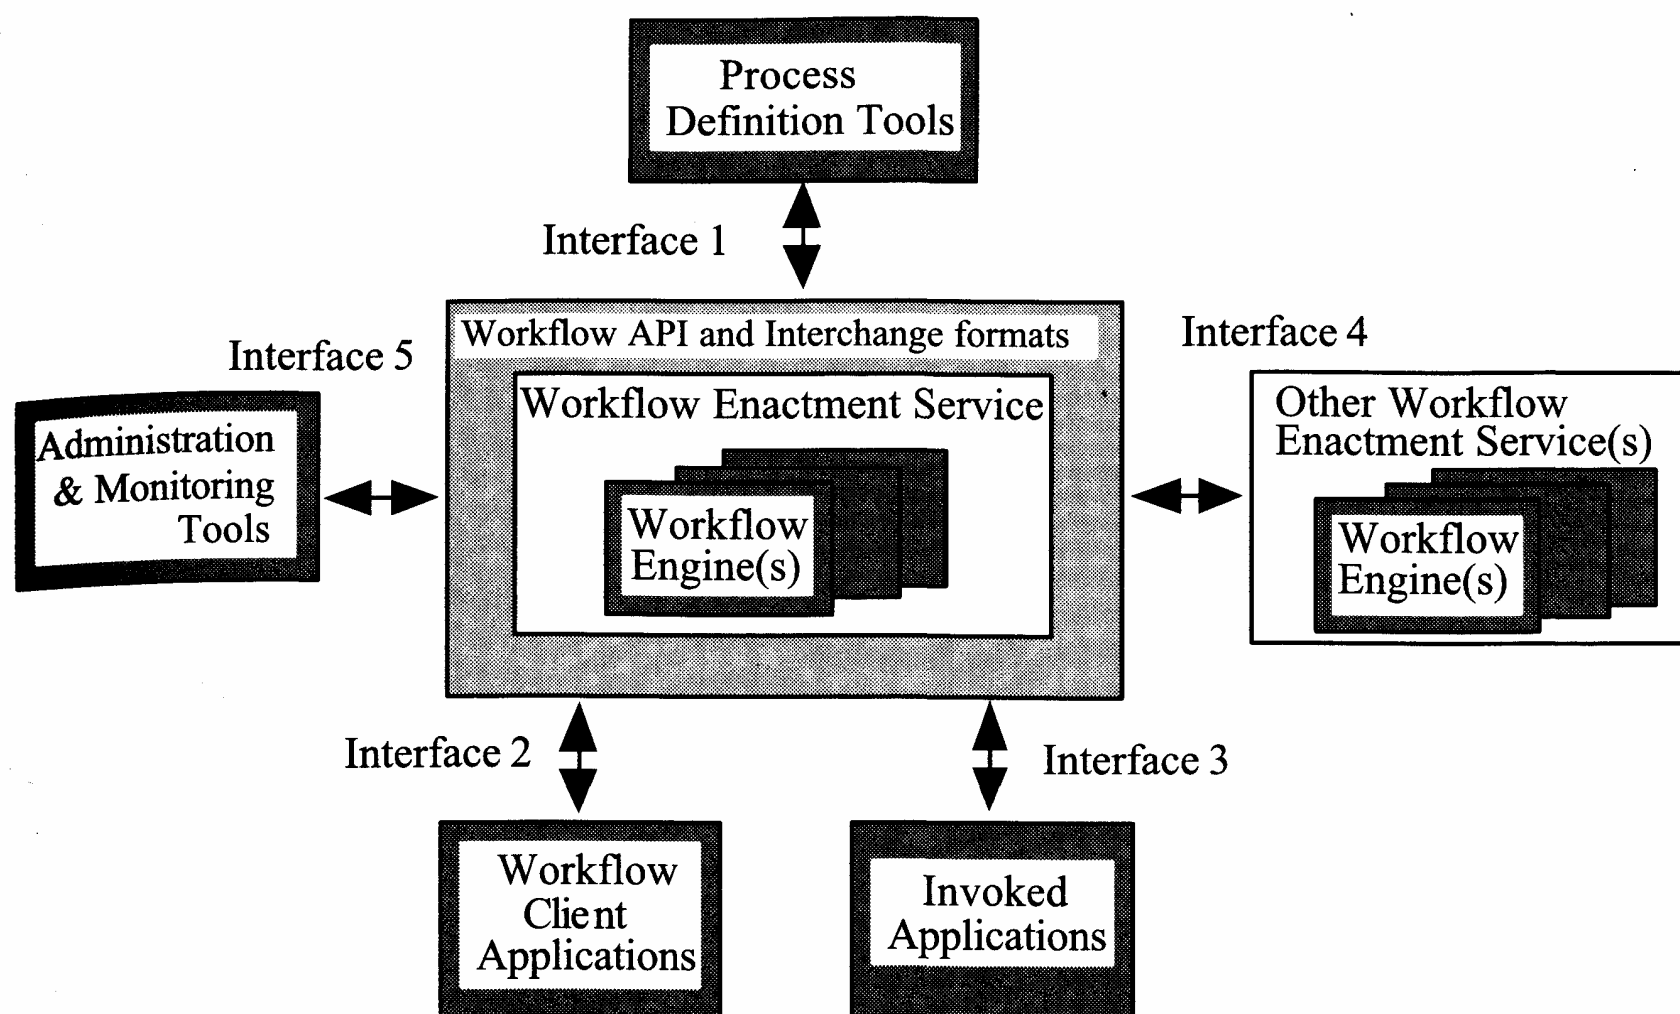 Process
Definition Tools
Interface 1
Workflow API and Interchange formats
Interface 4
Interface 5
Workflow Enactment Service
Other Workflow
Enactment Service(s)
Administration
& Monitoring
Tools
Workflow
Engine(s)
Workflow
Engine(s)
Interface 2
Interface 3
Workflow
Client
Applications
Invoked
Applications